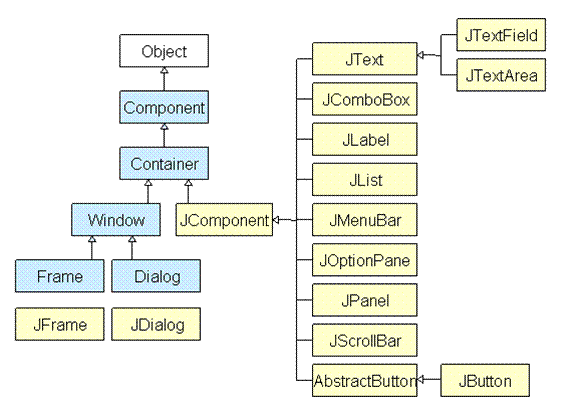 Object
Component
Container
Window
JComponent
Frame
Dialog
JFrame
JDialog
JText
JComboBox
JLabel
JList
JMenuBar
JOptionPane
JPanel
JScrollBar
AbstractButton
JTextField
JTextArea
JButton